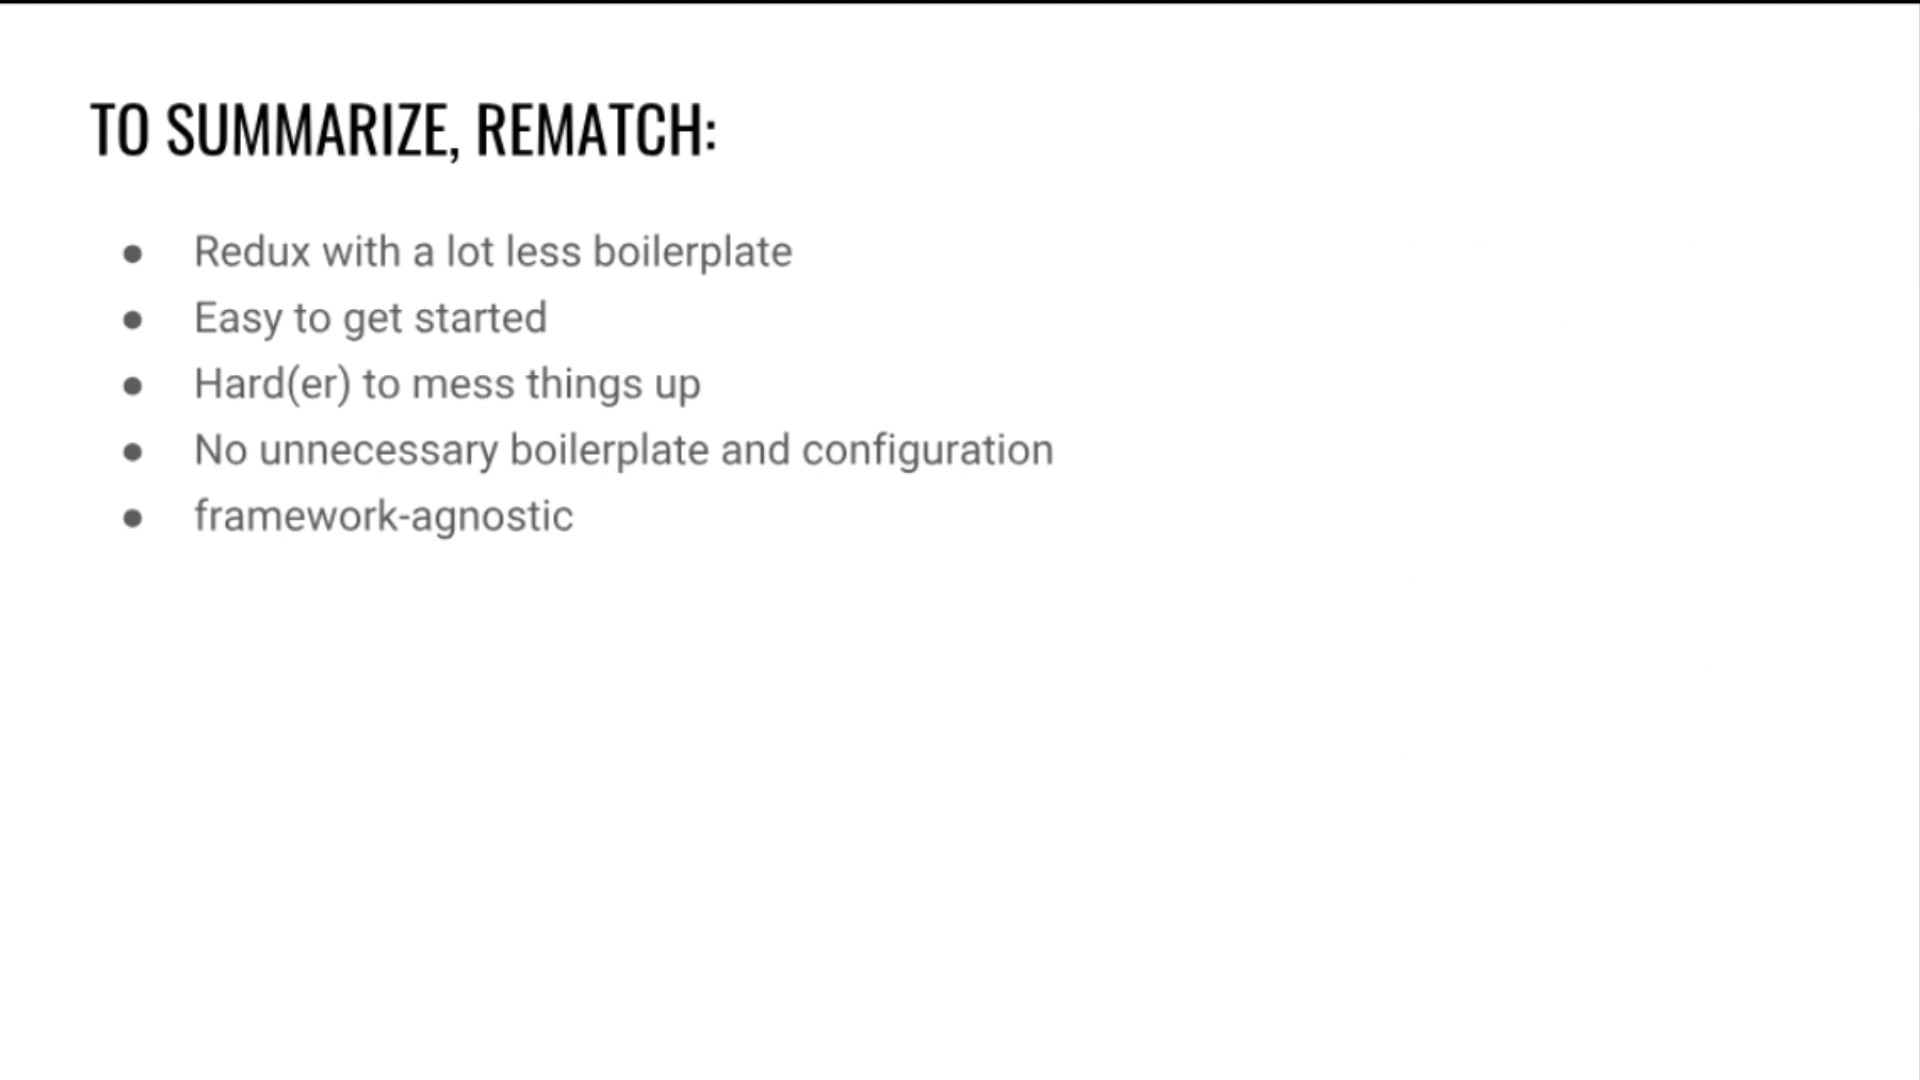 TO SUMMARIZE, REMATCH:
● Redux with a lot less boilerplate
● Easy to get started
● Hard(er) to mess things up
● No unnecessary boilerplate and configuration
● framework-agnostic